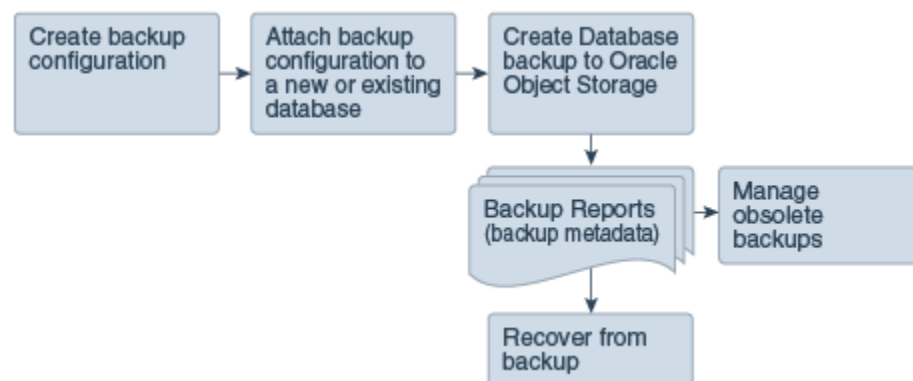 Create backup
configuration
Attach backup
configuration to
a new or existing
database
Create Database
backup to Oracle
Object Storage
Backup Reports
(backup metadata)
Manage
obsolete
backups
Recover from
backup